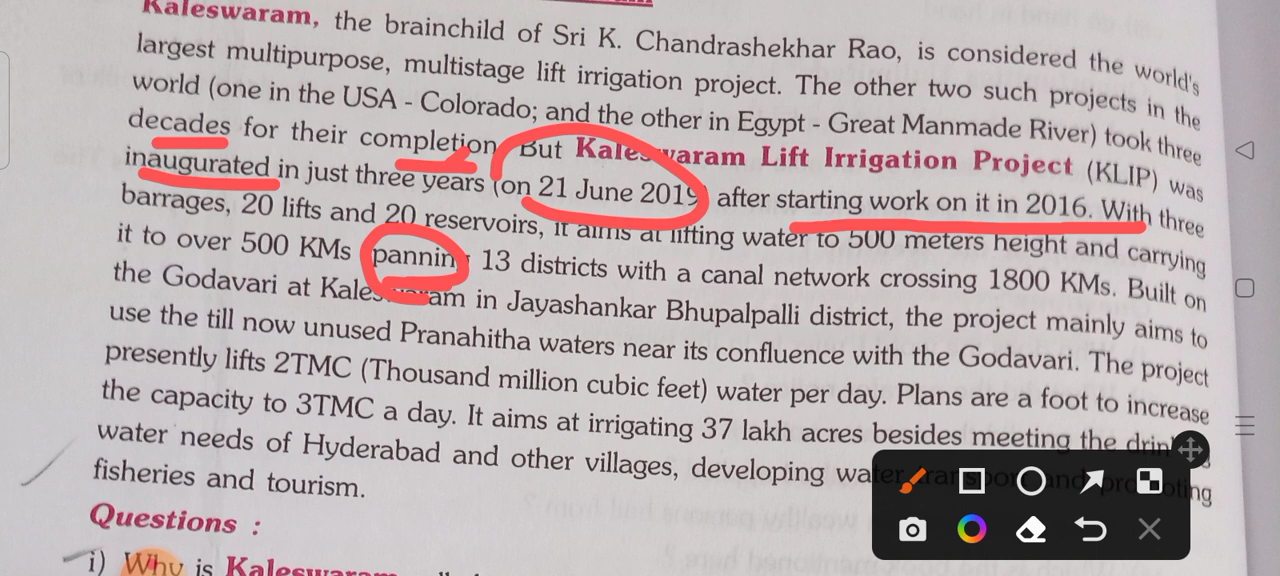 Kaleswaram, the brainchild of Sri K. Chandrashekhar Rao, is considered the world's
largest multipurpose, multistage lift irrigation project. The other two such projects in the
world (one in the USA - Colorado; and the other in Egypt - Great Manmade River) took three
decades for their completion. But Kaleswaram Lift Irrigation Project (KLIP) was
inaugurated in just three years (on 21 June 2019) after starting work on it in 2016. With three
barrages, 20 lifts and 20 reservoirs, it aims at lifting water to 500 meters height and carrying
it to over 500 KMs panning 13 districts with a canal network crossing 1800 KMs. Built on
the Godavari at Kaleswaram in Jayashankar Bhupalpalli district, the project mainly aims to
use the till now unused Pranahitha waters near its confluence with the Godavari. The project
presently lifts 2TMC (Thousand million cubic feet) water per day. Plans are a foot to increase
the capacity to 3TMC a day. It aims at irrigating 37 lakh acres besides meeting the
water needs of Hyderabad and other villages, developing water transport and promoting
fisheries and tourism.
Questions :
i) Why is Kaleswaram